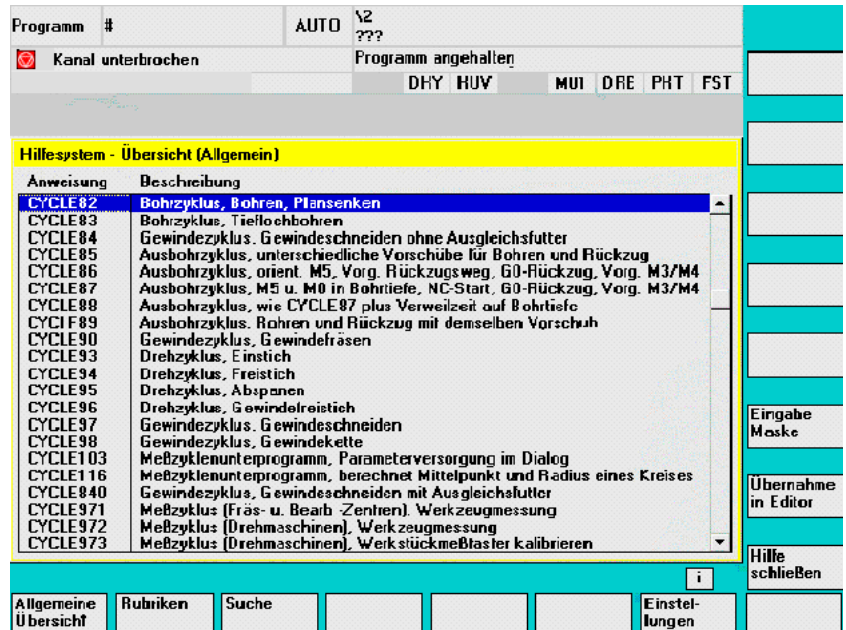 Programm # AUTO \2
???
Kanal unterbrochen Programm angehalten
DHY HUV MUI DRE PHT FST
Hilfesystem - Übersicht (Allgemein)
Anweisung Beschreibung
CYCLE82 Bohrzyklus, Bohren, Plansenken
CYCLE83 Bohrzyklus, Tieflochbohren
CYCLE84 Gewindezyklus. Gewindeschneiden ohne Ausgleichsfutter
CYCLE85 Ausbohrzyklus, unterschiedliche Vorschübe für Bohren und Rückzug
CYCLE86 Ausbohrzyklus, orient. M5, Vorg. Rückzugsweg, G0-Rückzug, Vorg. M3/M4
CYCLE87 Ausbohrzyklus, M5 u. M0 in Bohrtiefe, NC-Start, G0-Rückzug, Vorg. M3/M4
CYCLE88 Ausbohrzyklus, wie CYCLE87 plus Verweilzeit auf Bohrtiefe
CYCLE89 Ausbohrzyklus. Bohren und Rückzug mit demselben Vorschub
CYCLE90 Gewindezyklus, Gewindefräsen
CYCLE93 Drehzyklus, Einstich
CYCLE94 Drehzyklus, Freistich
CYCLE95 Drehzyklus, Abspanen
CYCLE96 Drehzyklus, Gewindefreistich
CYCLE97 Gewindezyklus. Gewindeschneiden
CYCLE98 Gewindezyklus, Gewindekette
CYCLE103 Meßzyklenunterprogramm, Parameterversorgung im Dialog
CYCLE116 Meßzyklenunterprogramm, berechnet Mittelpunkt und Radius eines Kreises
CYCLE840 Gewindezyklus, Gewindeschneiden mit Ausgleichsfutter
CYCLE971 Meßzyklus (Fräs- u. Bearb.-Zentren). Werkzeugmessung
CYCLE972 Meßzyklus (Drehmaschinen), Werkzeugmessung
CYCLE973 Meßzyklus (Drehmaschinen), Werkstückmeßtaster kalibrieren
Eingabe
Maske
Übernahme
in Editor
Hilfe
schließen
i
Allgemeine
Übersicht
Rubriken
Suche
Einstel-
lungen